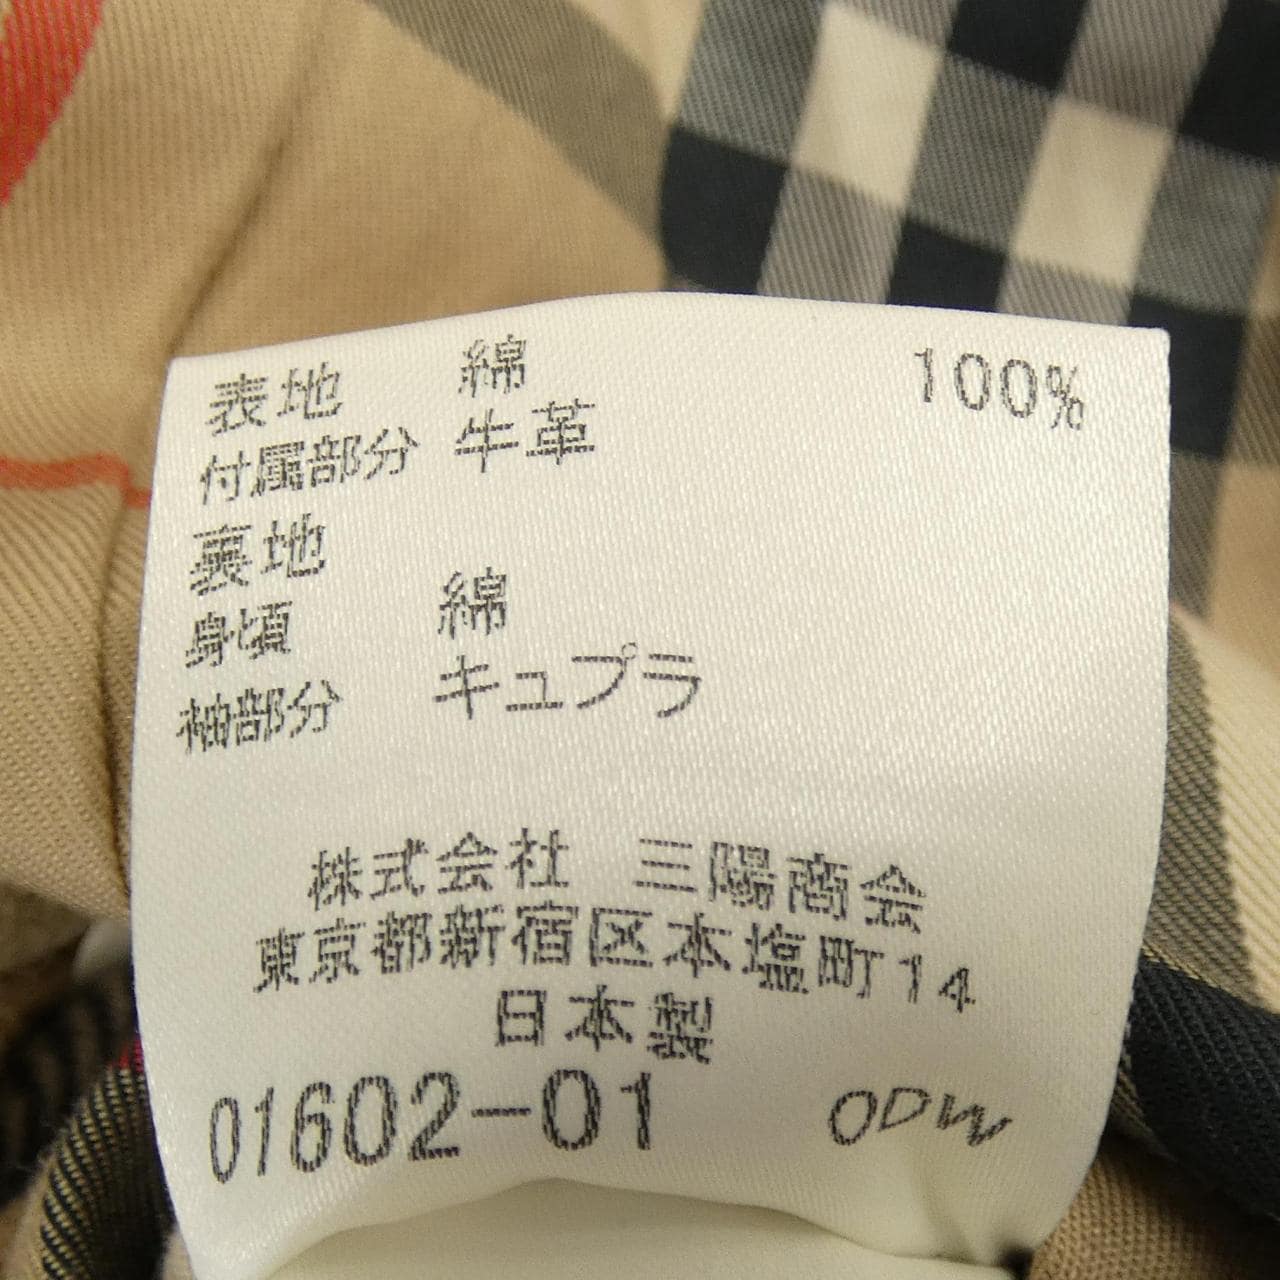 表地 綿 100%
付属部分 牛革
裏地
身頃 綿
袖部分 キュプラ
株式会社 三陽商会
東京都新宿区本塩町14
日本製
01602-01 ODW